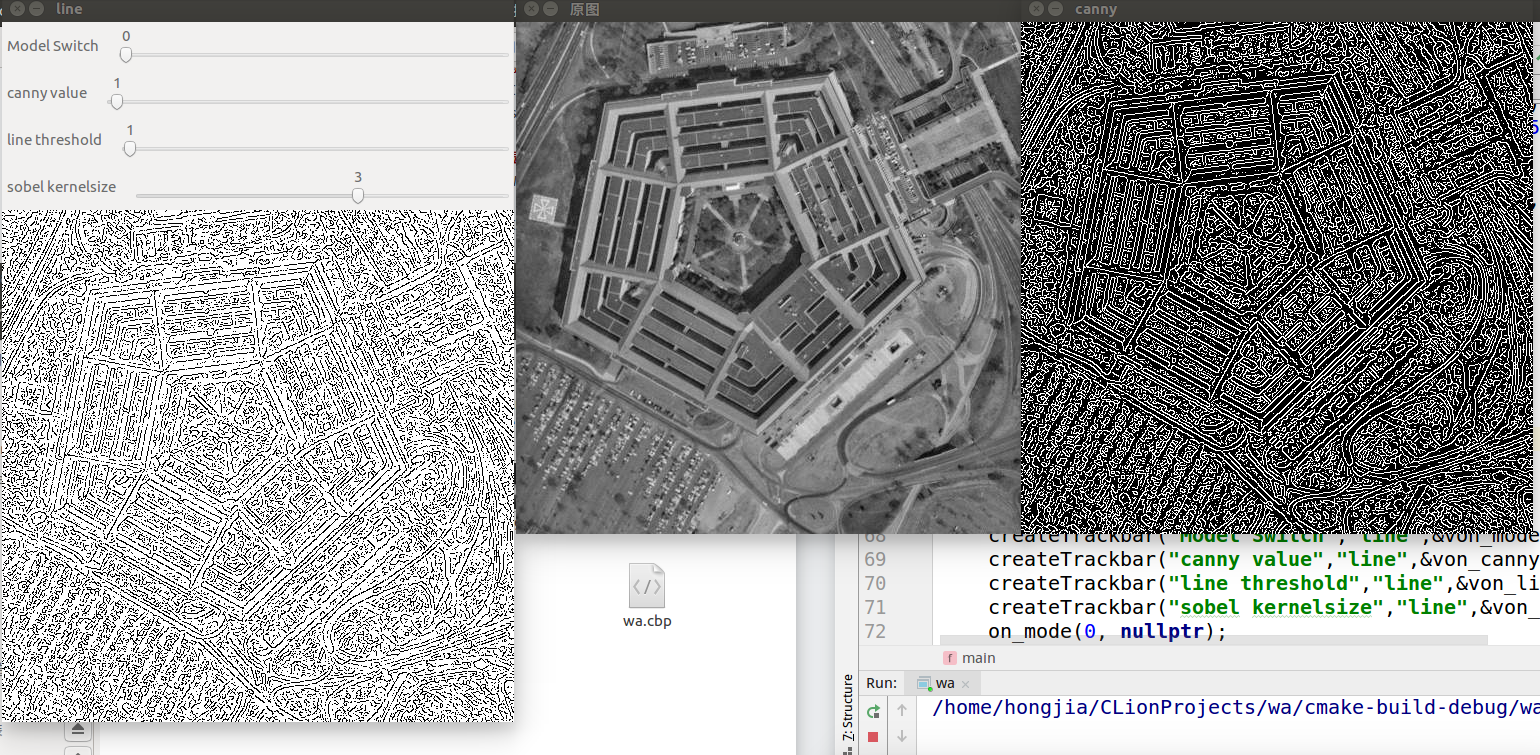 line
Model Switch 0
canny value 1
line threshold 1
sobel kernelsize 3
原图
canny
wa.cbp
68 createTrackbar("Model Switch","line",&von_mode
69 createTrackbar("canny value","line",&von_canny
70 createTrackbar("line threshold","line",&von_li
71 createTrackbar("sobel kernelsize","line",&von_
72 on_mode(0, nullptr);
f main
Run: wa
/home/hongjia/CLionProjects/wa/cmake-build-debug/wa
Z: Structure